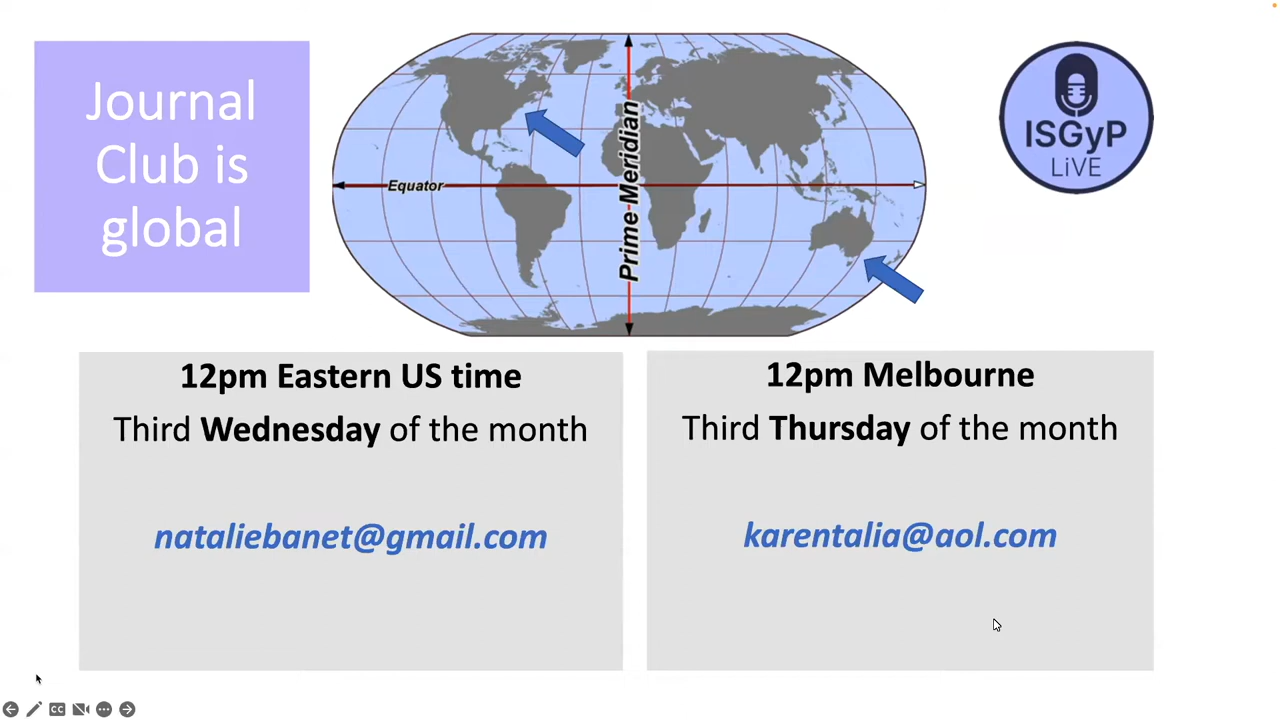 Journal
Club is
global
Equator
Prime Meridian
ISGyP
LiVE
12pm Eastern US time
Third Wednesday of the month
nataliebanet@gmail.com
12pm Melbourne
Third Thursday of the month
karentalia@aol.com
CC